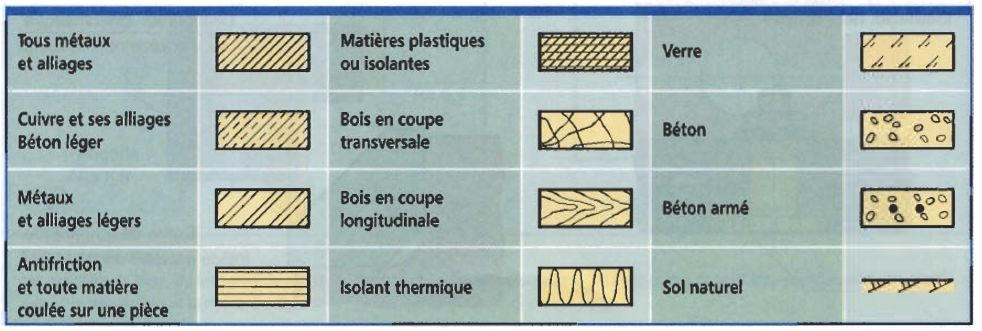 Tous métaux
et alliages
Matières plastiques
ou isolantes
Verre
Cuivre et ses alliages
Béton léger
Bois en coupe
transversale
Béton
Métaux
et alliages légers
Bois en coupe
longitudinale
Béton armé
Antifriction
et toute matière
coulée sur une pièce
Isolant thermique
Sol naturel